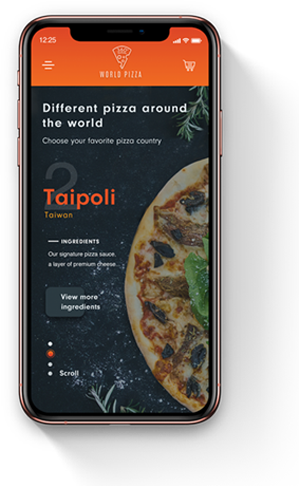 12:25
WORLD PIZZA
Different pizza around
the world
Choose your favorite pizza country
2
Taipoli
Taiwan
INGREDIENTS
Our signature pizza sauce,
a layer of premium cheese...
View more
ingredients
Scroll